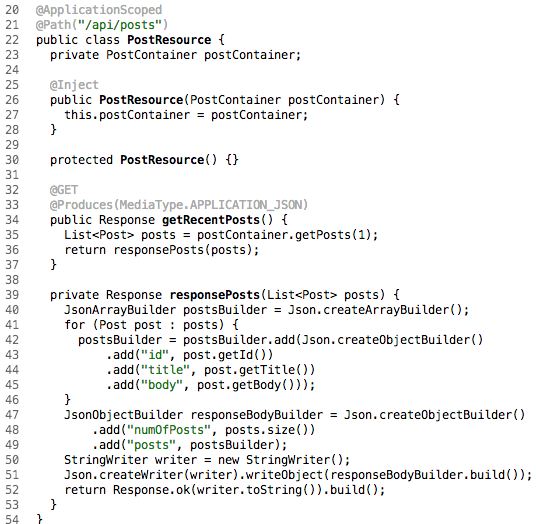 20 @ApplicationScoped
21 @Path("/api/posts")
22 public class PostResource {
23   private PostContainer postContainer;
24
25   @Inject
26   public PostResource(PostContainer postContainer) {
27     this.postContainer = postContainer;
28   }
29
30   protected PostResource() {}
31
32   @GET
33   @Produces(MediaType.APPLICATION_JSON)
34   public Response getRecentPosts() {
35     List<Post> posts = postContainer.getPosts(1);
36     return responsePosts(posts);
37   }
38
39   private Response responsePosts(List<Post> posts) {
40     JsonArrayBuilder postsBuilder = Json.createArrayBuilder();
41     for (Post post : posts) {
42       postsBuilder = postsBuilder.add(Json.createObjectBuilder()
43           .add("id", post.getId())
44           .add("title", post.getTitle())
45           .add("body", post.getBody()));
46     }
47     JsonObjectBuilder responseBodyBuilder = Json.createObjectBuilder()
48         .add("numOfPosts", posts.size())
49         .add("posts", postsBuilder);
50     StringWriter writer = new StringWriter();
51     Json.createWriter(writer).writeObject(responseBodyBuilder.build());
52     return Response.ok(writer.toString()).build();
53   }
54 }